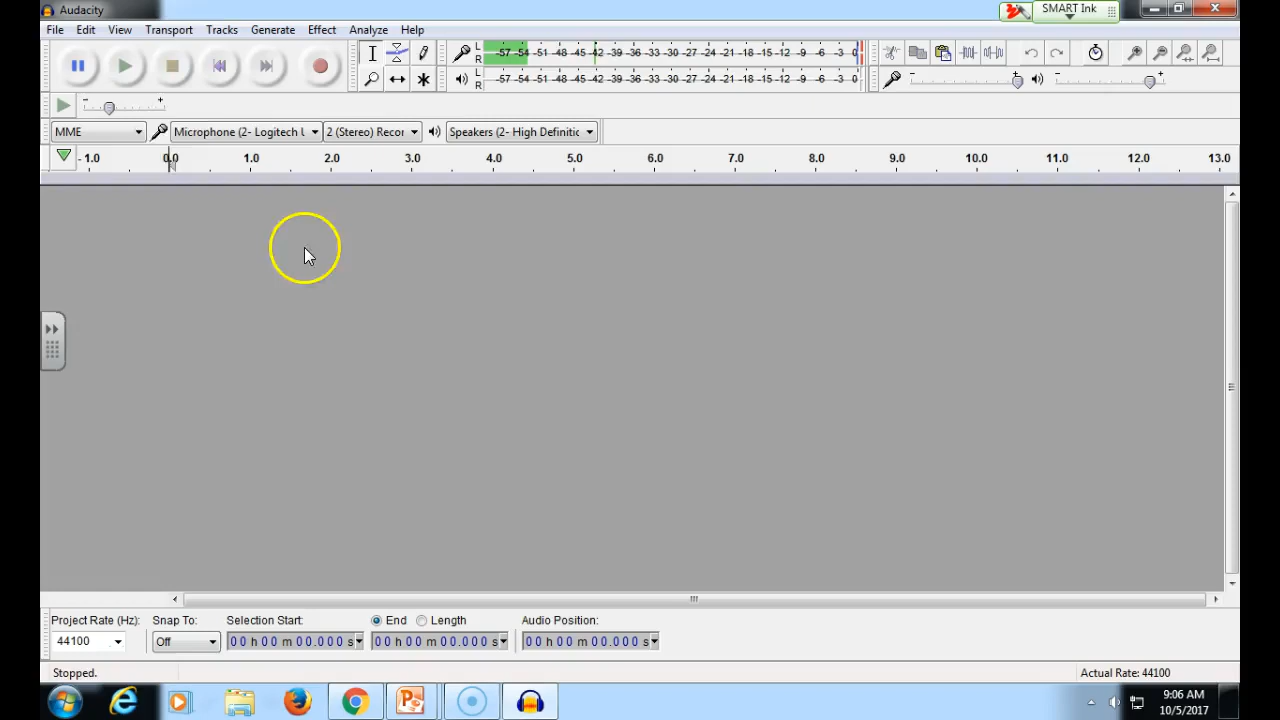 Audacity
SMART Ink
File Edit View Transport Tracks Generate Effect Analyze Help
L R -57 -54 -51 -48 -45 -42 -39 -36 -33 -30 -27 -24 -21 -18 -15 -12 -9 -6 -3 0
L R -57 -54 -51 -48 -45 -42 -39 -36 -33 -30 -27 -24 -21 -18 -15 -12 -9 -6 -3 0
MME Microphone (2- Logitech 2 (Stereo) Recor Speakers (2- High Definitic
- 1.0 0.0 1.0 2.0 3.0 4.0 5.0 6.0 7.0 8.0 9.0 10.0 11.0 12.0 13.0
Project Rate (Hz): Snap To: Selection Start: End Length Audio Position:
44100 Off 00 h 00 m 00.000 s 00 h 00 m 00.000 s 00 h 00 m 00.000 s
Stopped. Actual Rate: 44100
9:06 AM
10/5/2017